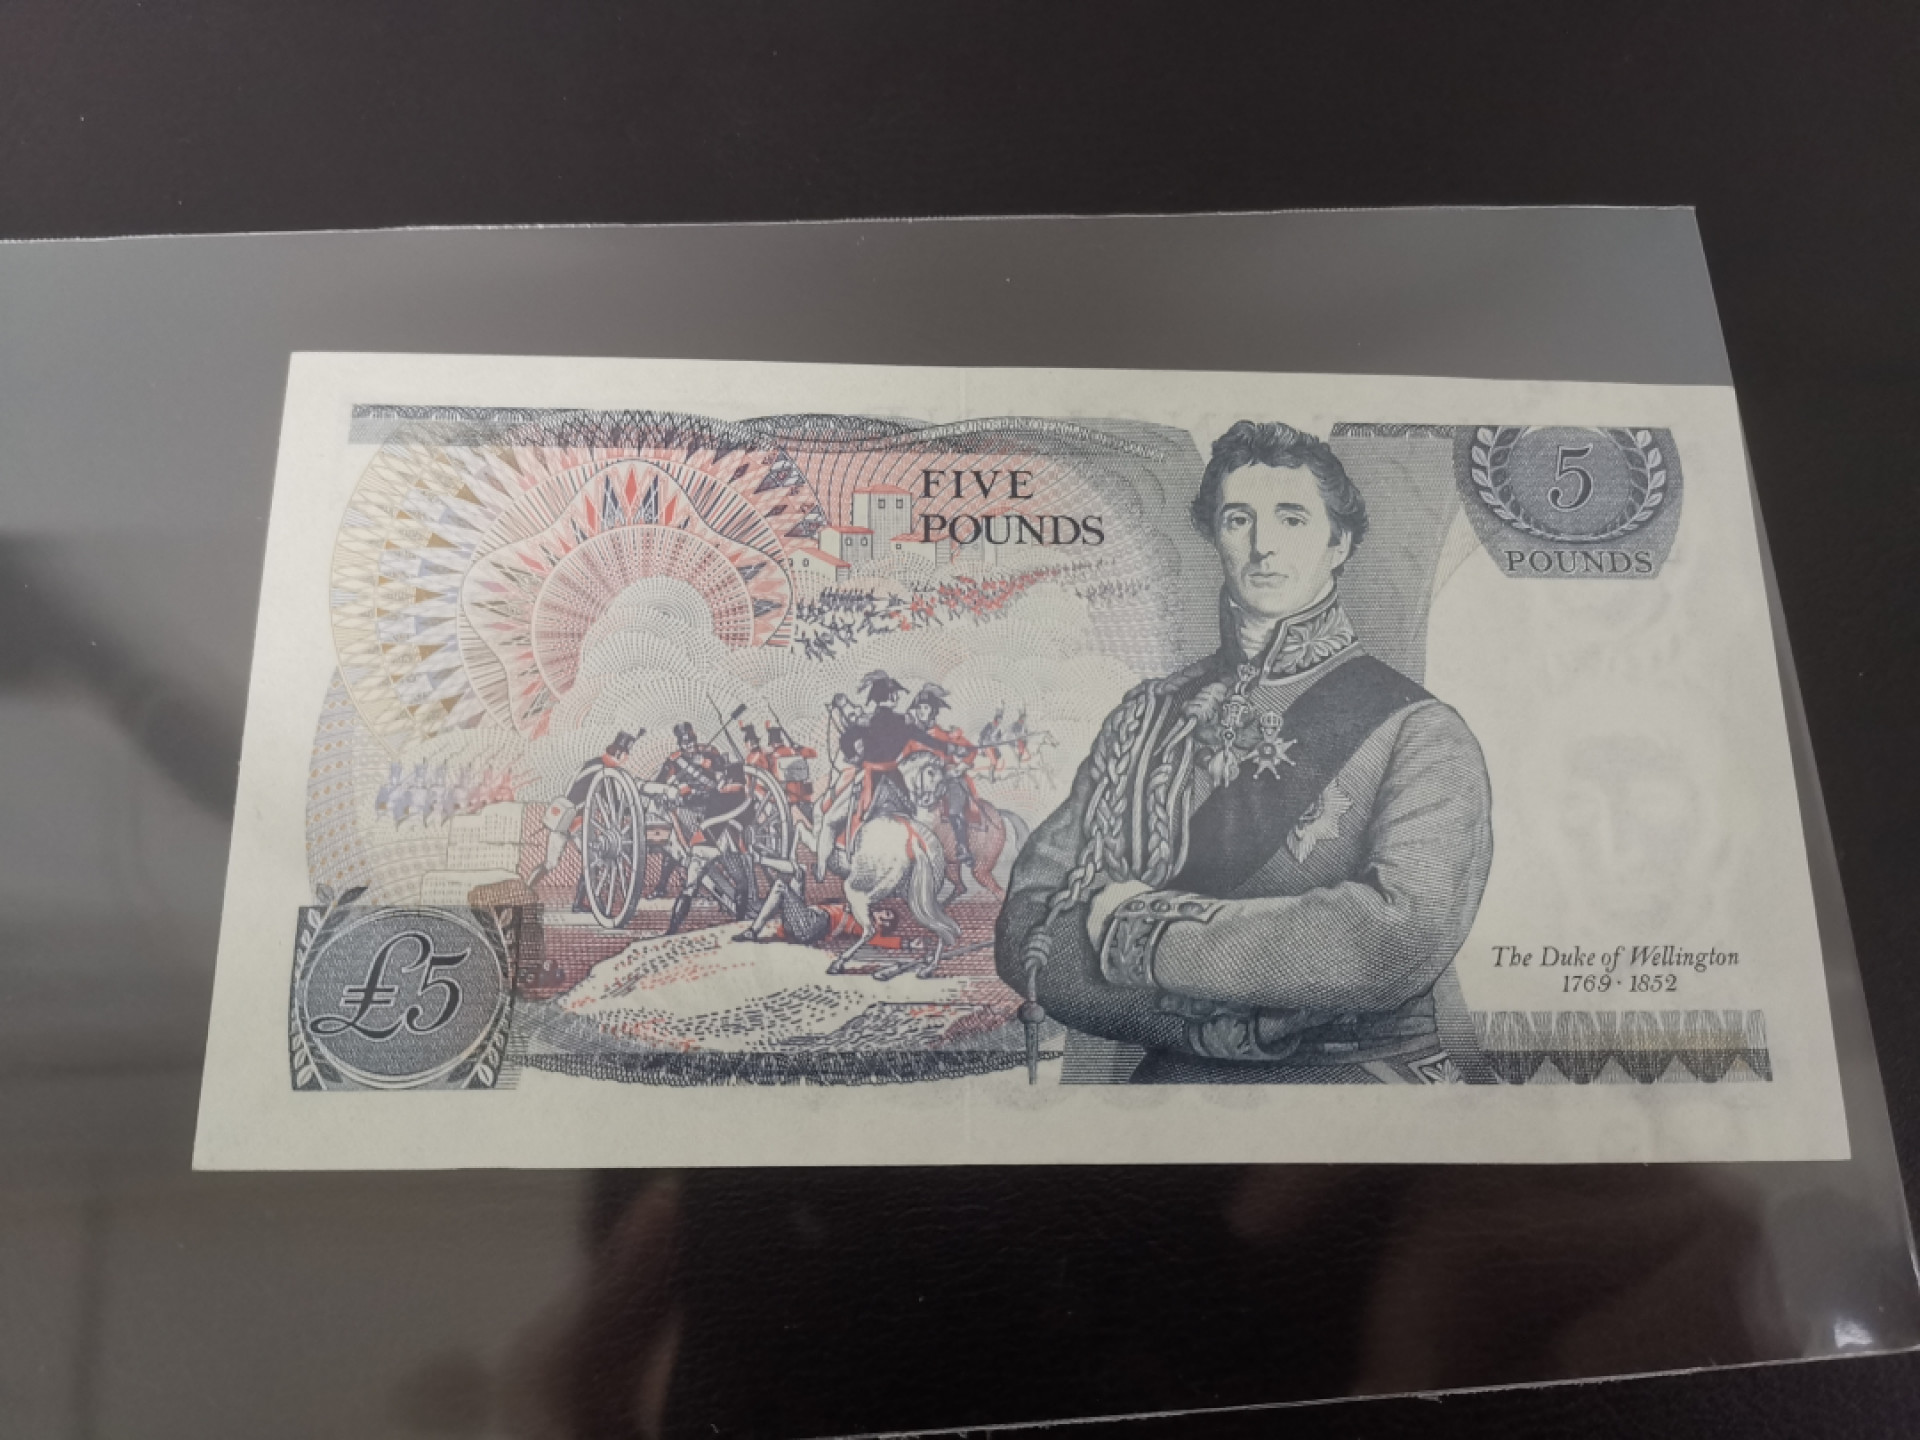 FIVE
POUNDS
5
POUNDS
£5
The Duke of Wellington
1769 · 1852